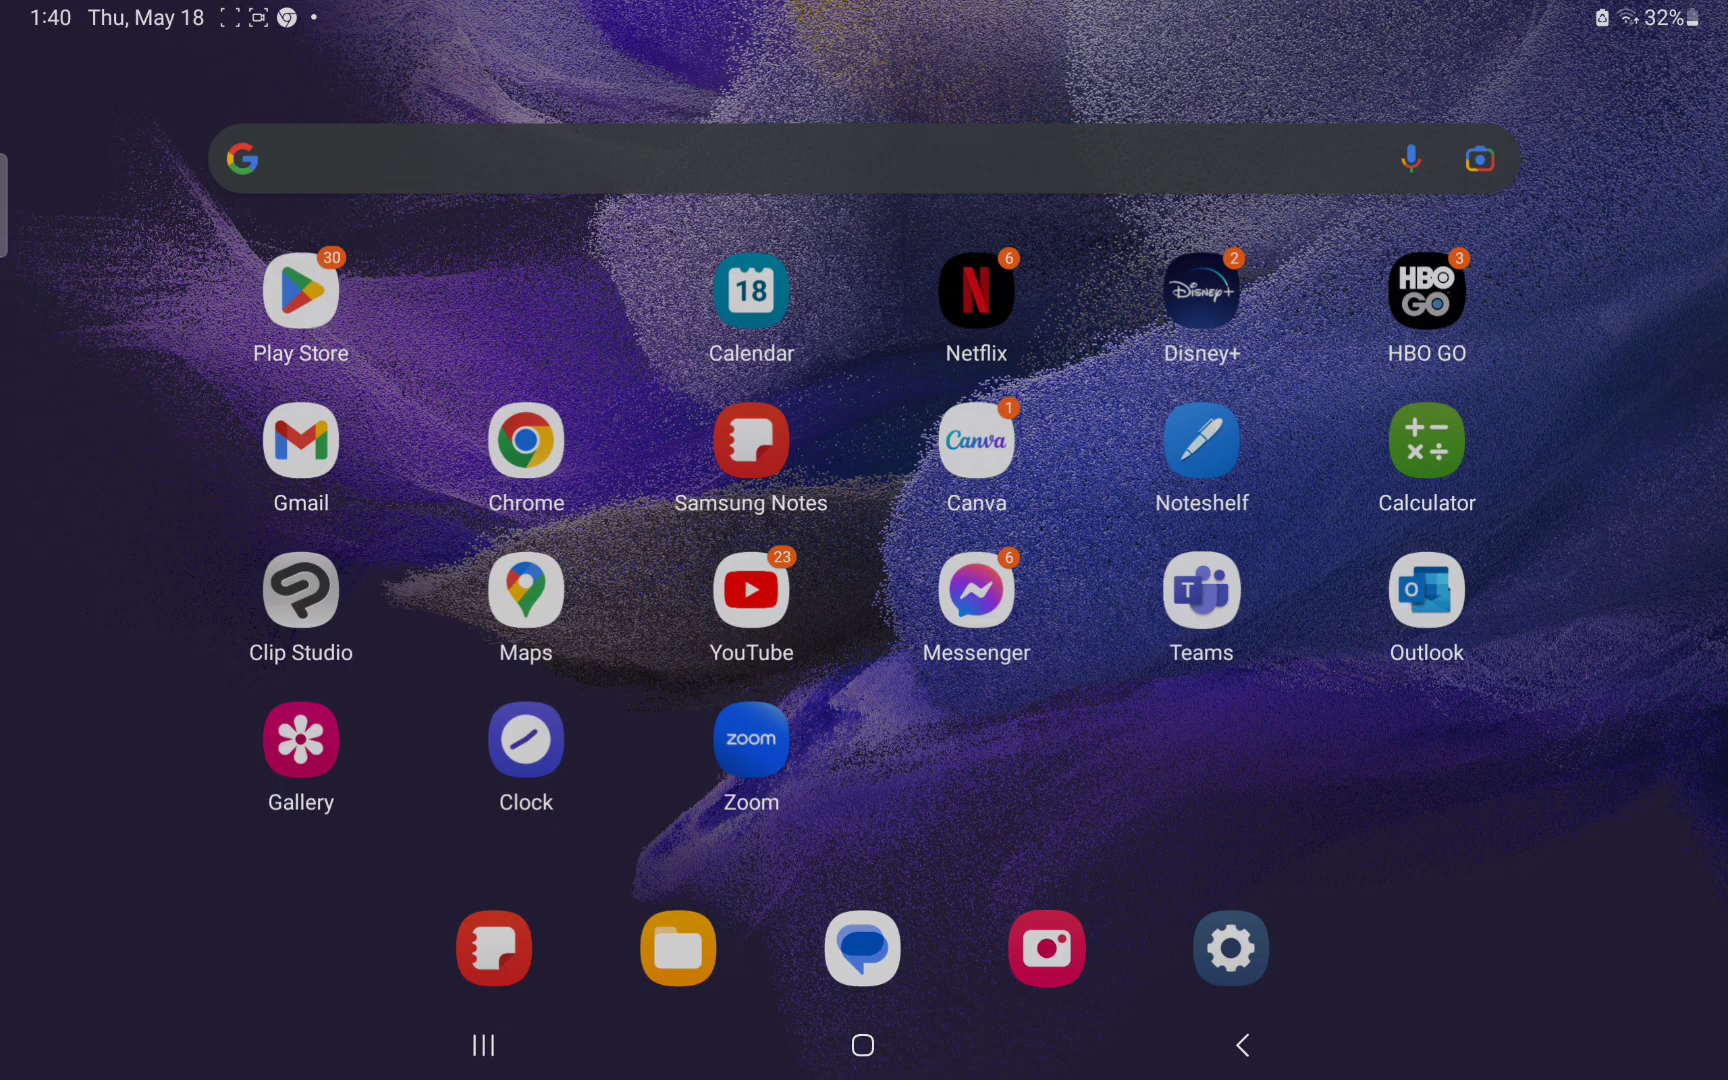 1:40 Thu, May 18
32%
30
18
6
2
3
Disney+
HBO
GO
Play Store
Calendar
Netflix
Disney+
HBO GO
1
Canva
Gmail
Chrome
Samsung Notes
Canva
Noteshelf
Calculator
23
6
T
O
Clip Studio
Maps
YouTube
Messenger
Teams
Outlook
zoom
Gallery
Clock
Zoom